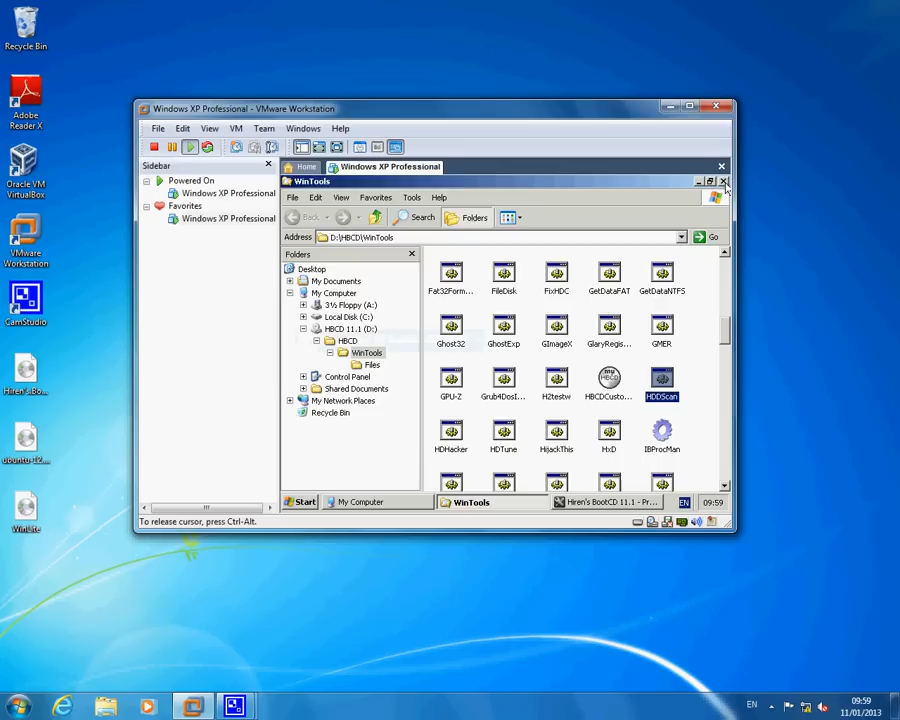 Recycle Bin
Adobe
Reader X
Oracle VM
VirtualBox
VMware
Workstation
CamStudio
Hiren's.Bo...
ubuntu-12....
WinLite
Windows XP Professional - VMware Workstation
File Edit View VM Team Windows Help
Sidebar
Powered On
Windows XP Professional
Favorites
Windows XP Professional
Home
Windows XP Professional
WinTools
File Edit View Favorites Tools Help
Back Search Folders
Address D:\HBCD\WinTools Go
Folders
Desktop
My Documents
My Computer
3½ Floppy (A:)
Local Disk (C:)
HBCD 11.1 (D:)
HBCD
WinTools
Files
Control Panel
Shared Documents
My Network Places
Recycle Bin
Fat32Form... FileDisk FixHDC GetDataFAT GetDataNTFS
Ghost32 GhostExp GImageX GlaryRegis... GMER
GPU-Z Grub4DosI... H2testw HBCDCusto... HDDScan
HDHacker HDTune HijackThis HxD IBProcMan
Start My Computer WinTools Hiren's BootCD 11.1 - Pr... EN 09:59
To release cursor, press Ctrl-Alt.
EN
09:59
11/01/2013